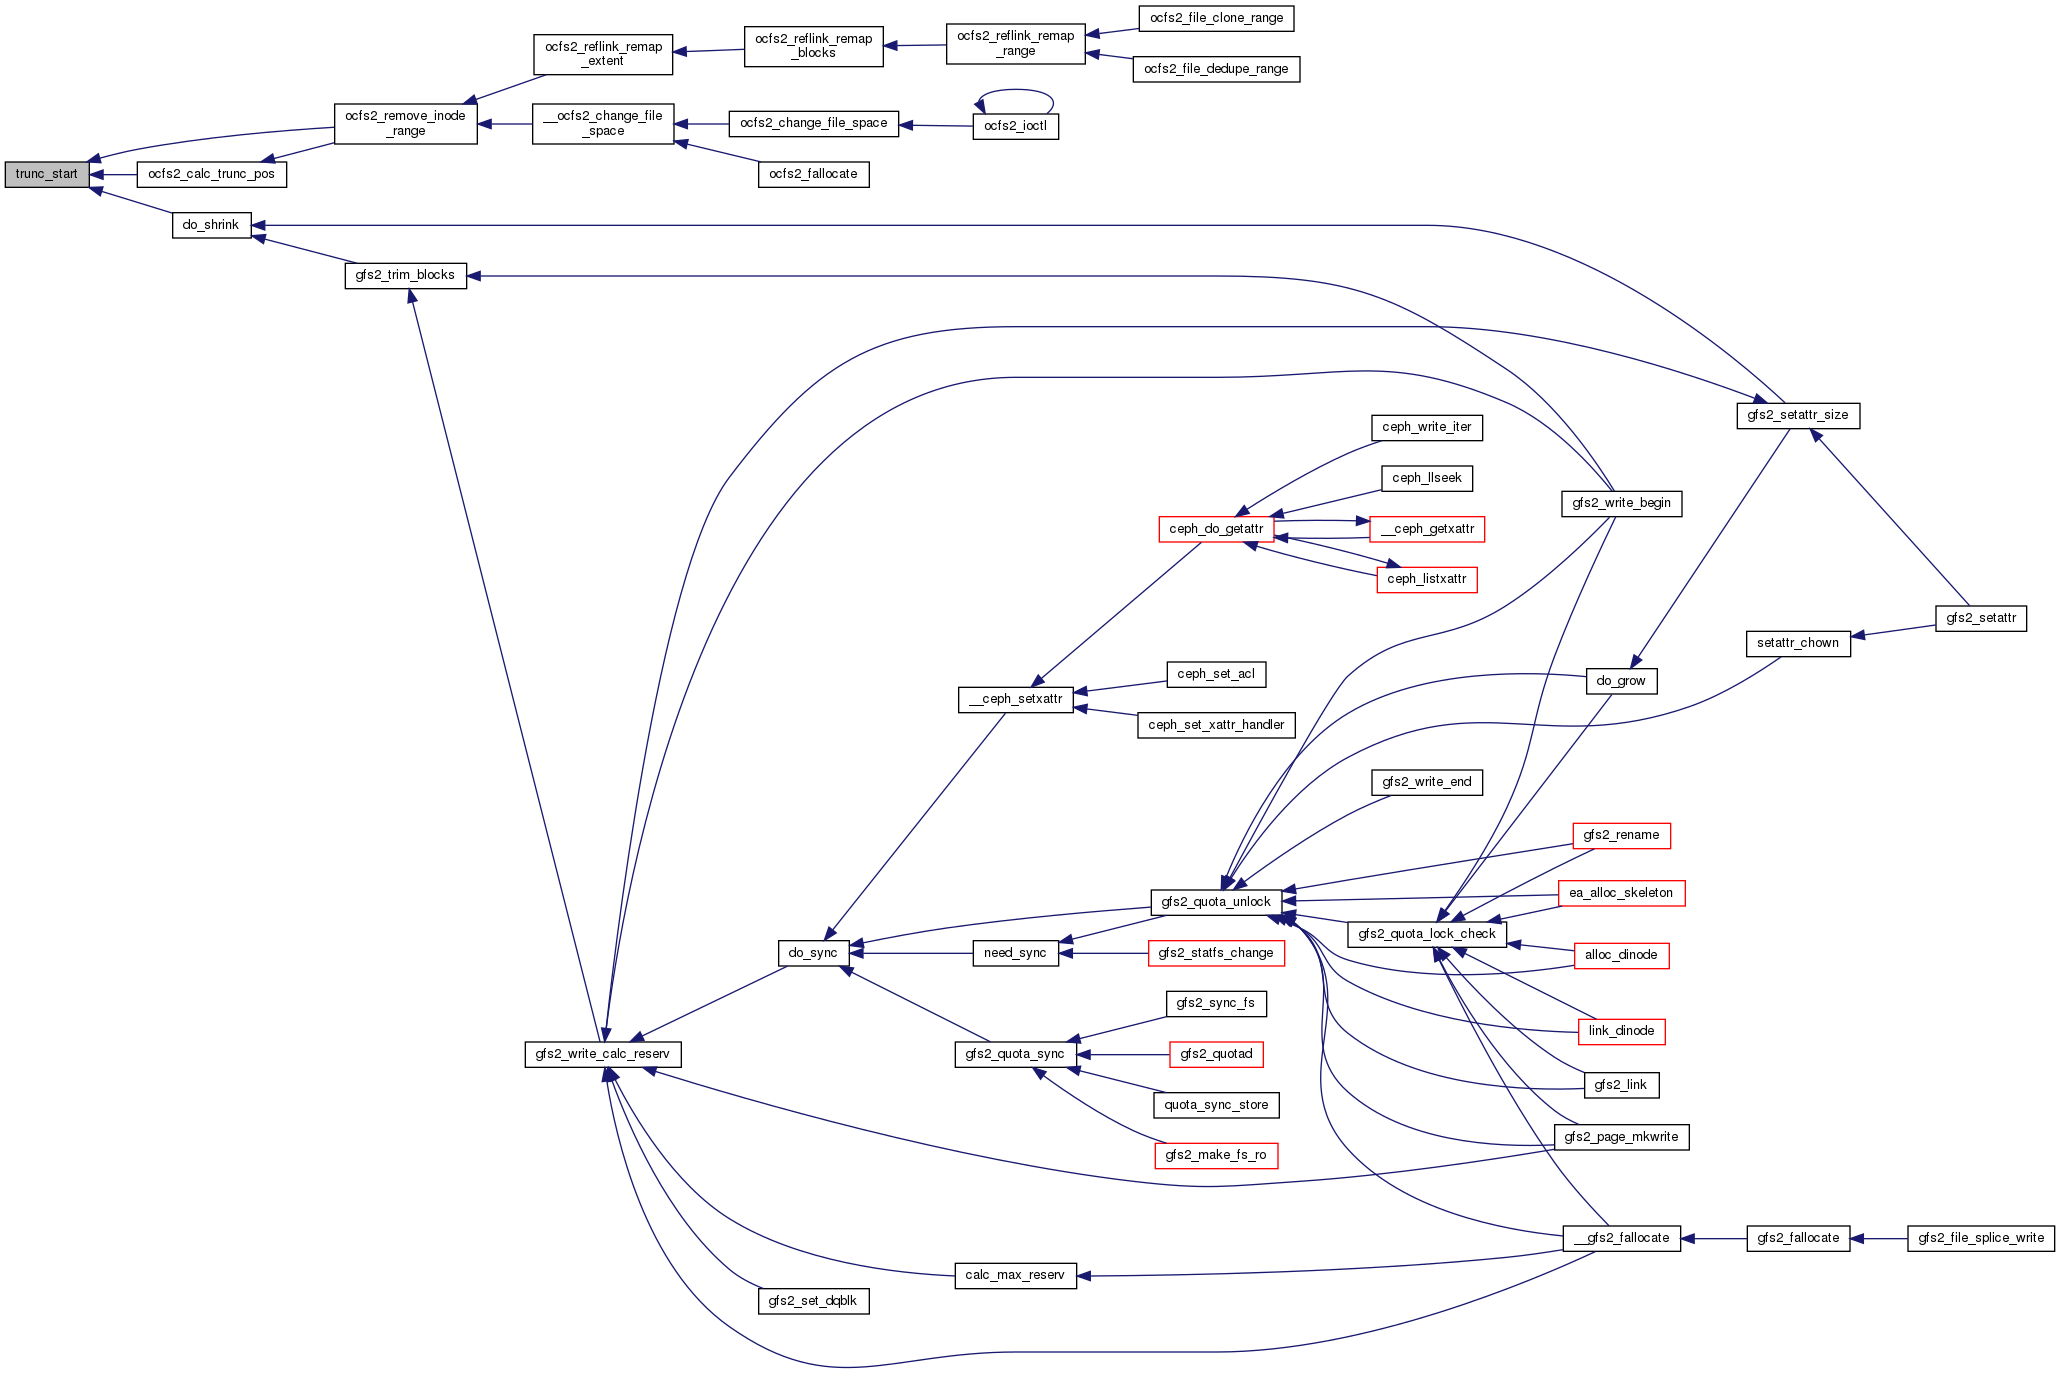 ocfs2_file_clone_range
ocfs2_reflink_remap
_extent
ocfs2_reflink_remap
_blocks
ocfs2_reflink_remap
_range
ocfs2_file_dedupe_range
ocfs2_remove_inode
_range
__ocfs2_change_file
_space
ocfs2_change_file_space
ocfs2_ioctl
trunc_start
ocfs2_calc_trunc_pos
ocfs2_fallocate
do_shrink
gfs2_trim_blocks
gfs2_setattr_size
ceph_write_iter
ceph_llseek
gfs2_write_begin
ceph_do_getattr
__ceph_getxattr
ceph_listxattr
gfs2_setattr
setattr_chown
ceph_set_acl
do_grow
__ceph_setxattr
ceph_set_xattr_handler
gfs2_write_end
gfs2_rename
gfs2_quota_unlock
ea_alloc_skeleton
gfs2_quota_lock_check
do_sync
need_sync
gfs2_statfs_change
alloc_dinode
gfs2_sync_fs
link_dinode
gfs2_write_calc_reserv
gfs2_quota_sync
gfs2_quotad
gfs2_link
quota_sync_store
gfs2_page_mkwrite
gfs2_make_fs_ro
__gfs2_fallocate
gfs2_fallocate
gfs2_file_splice_write
calc_max_reserv
gfs2_set_dqblk